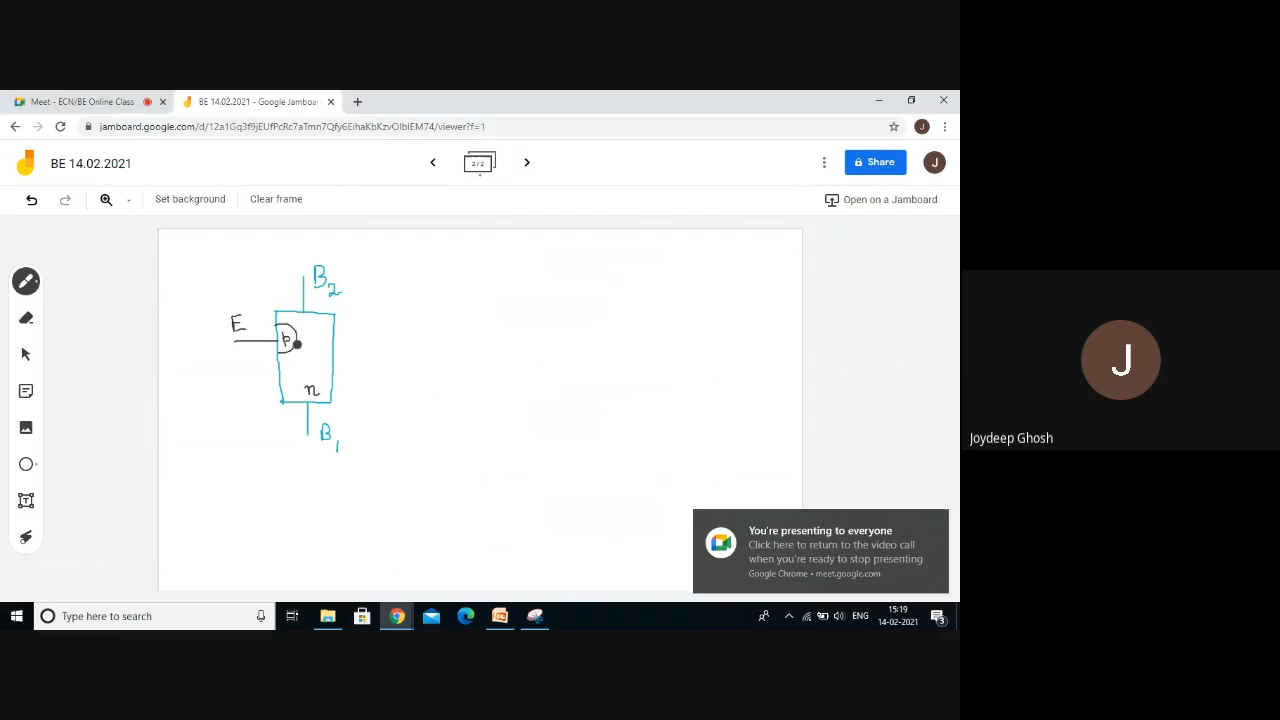 Meet - ECN/BE Online Class
BE 14.02.2021 - Google Jamboard
jamboard.google.com/d/12a1Gq3f9jEUfPcRc7aTmn7Qfy6EihaKbKzvOlbIEM74/viewer?f=1
J
BE 14.02.2021
2 / 2
Share
J
Set background
Clear frame
Open on a Jamboard
B2
E
p
n
B1
J
Joydeep Ghosh
You're presenting to everyone
Click here to return to the video call
when you're ready to stop presenting
Google Chrome • meet.google.com
Type here to search
ENG
15:19
14-02-2021
3